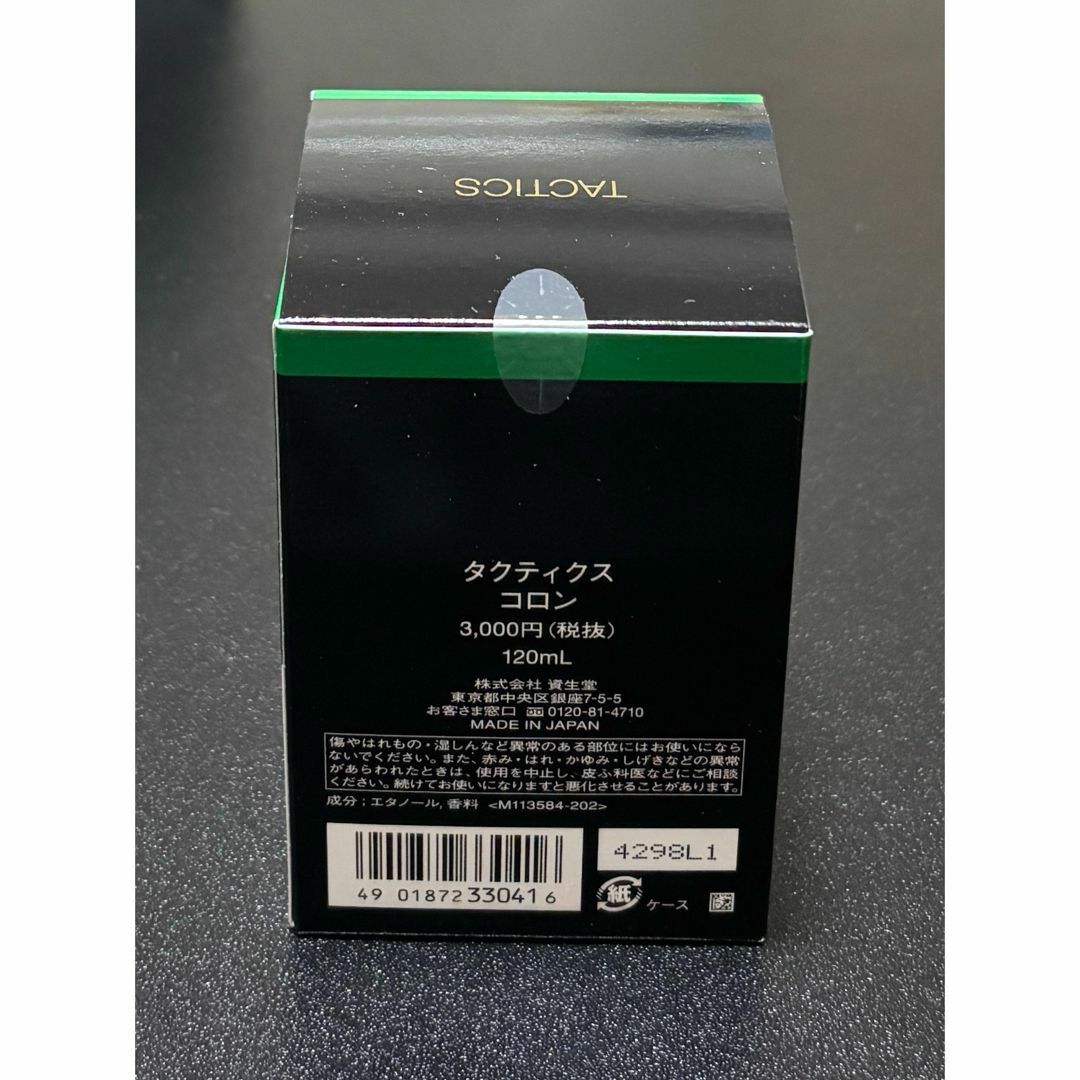 TACTICS
タクティクス
コロン
3,000円(税抜)
120mL
株式会社 資生堂
東京都中央区銀座7-5-5
お客さま窓口 0120-81-4710
MADE IN JAPAN
傷やはれもの・湿しんなど異常のある部位にはお使いになら
ないでください。また、赤み・はれ・かゆみ・しげきなどの異常
があらわれたときは、使用を中止し、皮ふ科医などにご相談
ください。続けてお使いになりますと悪化させることがあります。
成分;エタノール, 香料 <M113584-202>
4298L1
49 01872 330416
紙 ケース